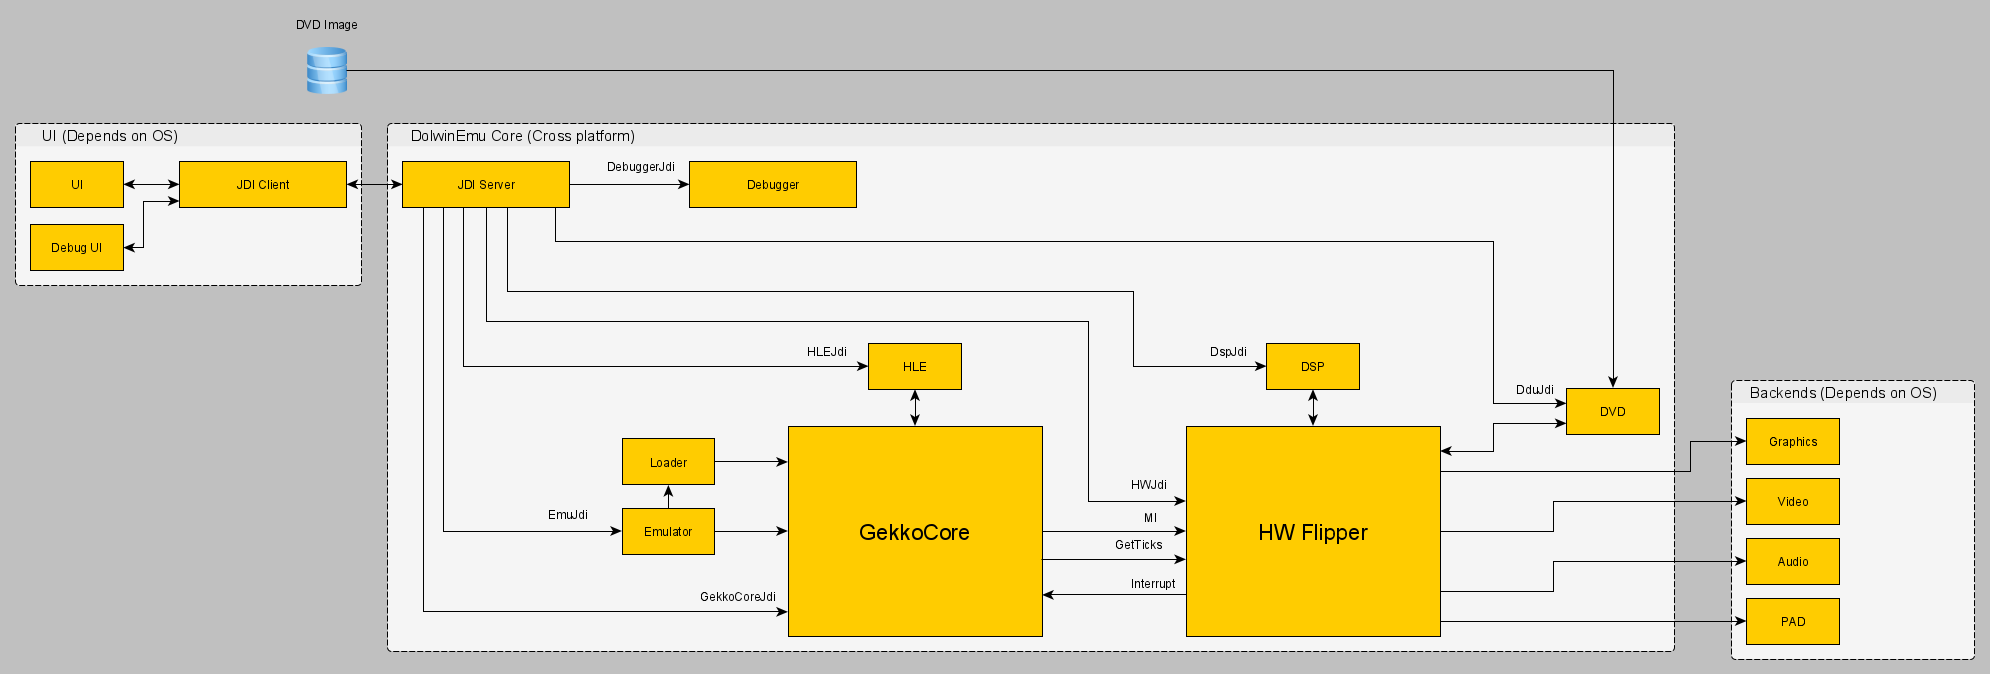 DVD Image
UI (Depends on OS)
UI
JDI Client
Debug UI
DolwinEmu Core (Cross platform)
JDI Server
DebuggerJdi
Debugger
HLEJdi
HLE
DspJdi
DSP
DduJdi
DVD
Loader
EmuJdi
Emulator
GekkoCoreJdi
GekkoCore
HWJdi
MI
GetTicks
Interrupt
HW Flipper
Backends (Depends on OS)
Graphics
Video
Audio
PAD